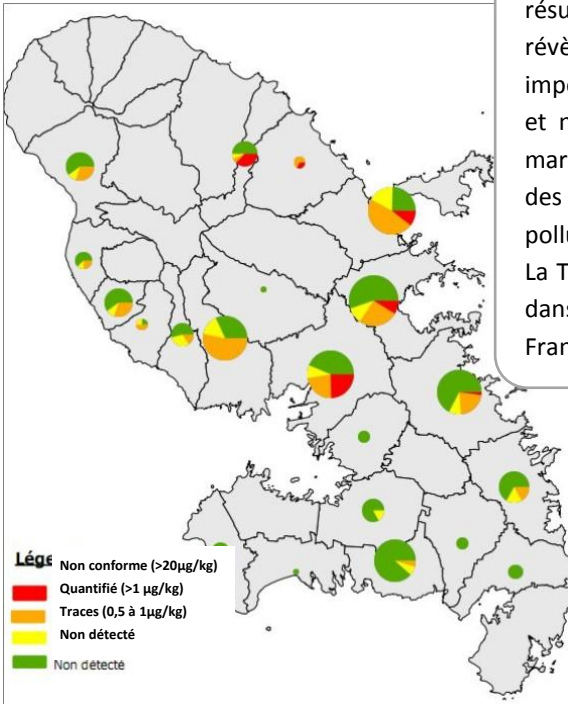 résu
révè
impo
et n
mar
des
pollu
La T
dans
Fran
Lége
Non conforme (>20µg/kg)
Quantifié (>1 µg/kg)
Traces (0,5 à 1µg/kg)
Non détecté
Non détecté